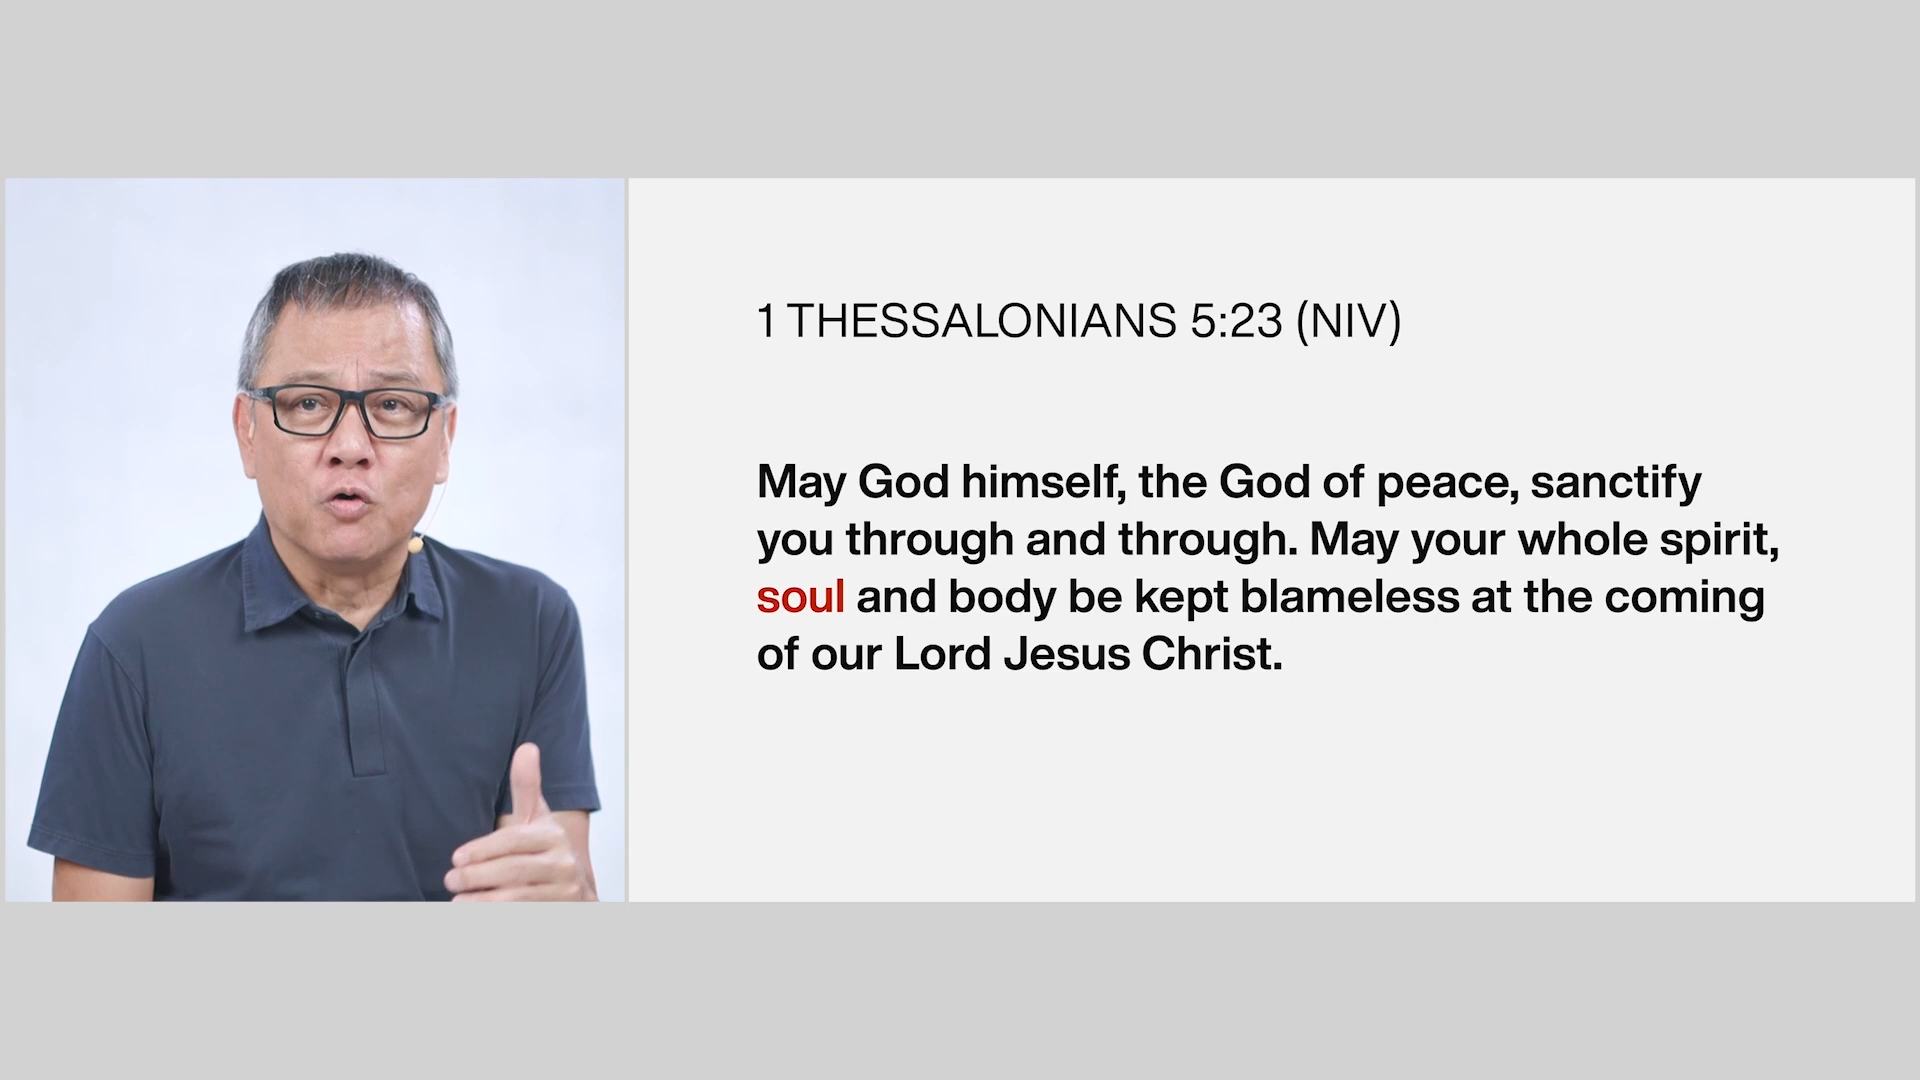 1 THESSALONIANS 5:23 (NIV)
May God himself, the God of peace, sanctify
you through and through. May your whole spirit,
soul and body be kept blameless at the coming
of our Lord Jesus Christ.